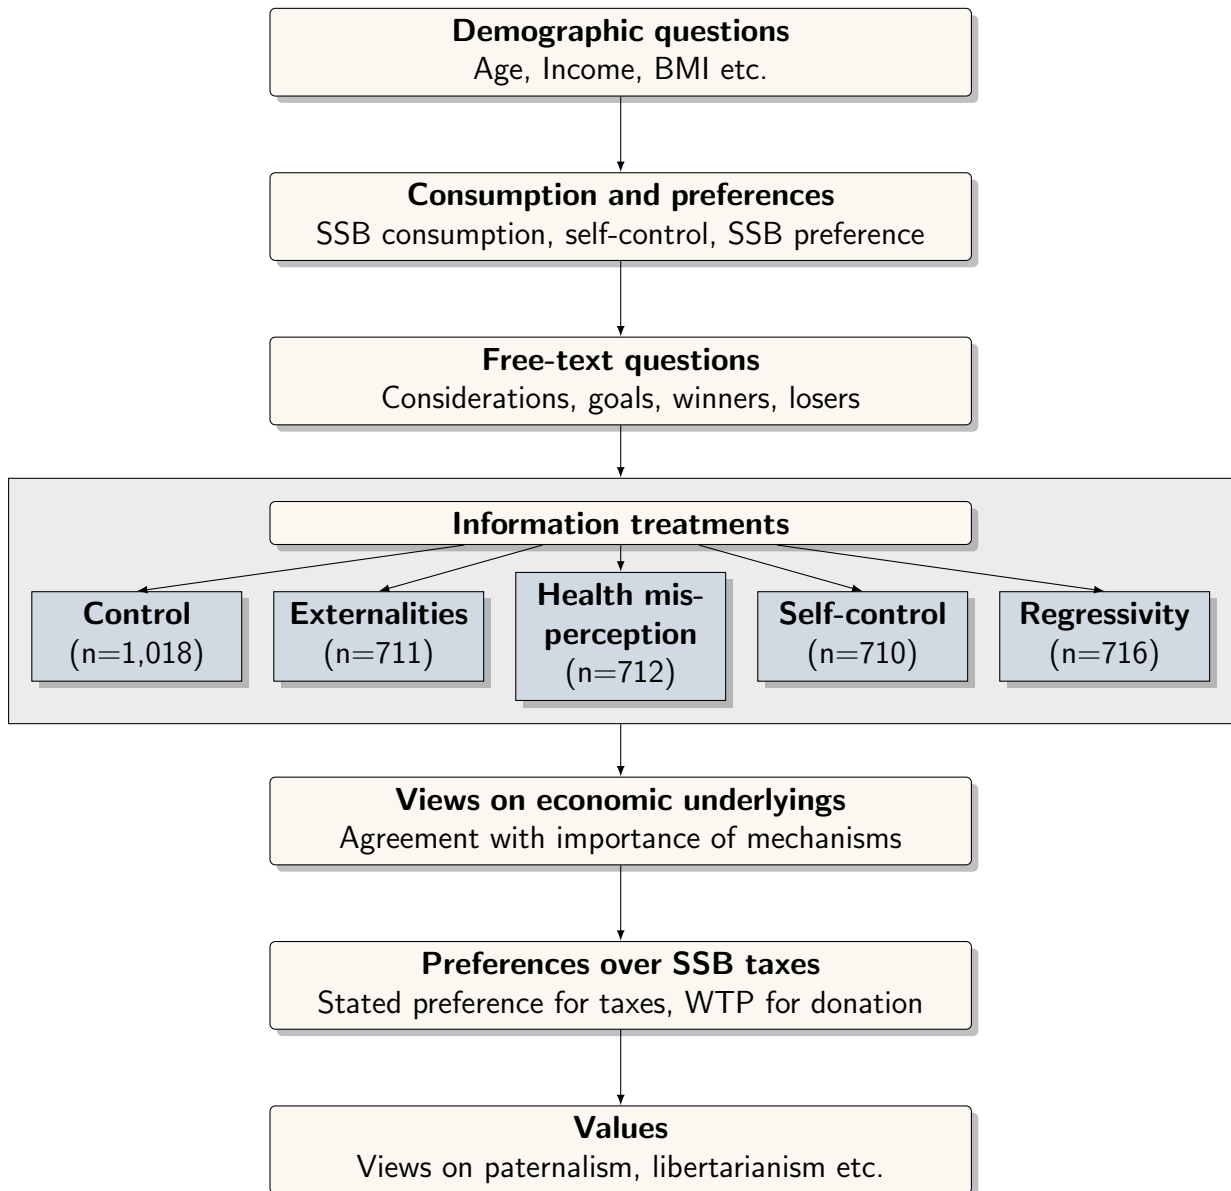 Demographic questions
Age, Income, BMI etc.
Consumption and preferences
SSB consumption, self-control, SSB preference
Free-text questions
Considerations, goals, winners, losers
Information treatments
Control
(n=1,018)
Externalities
(n=711)
Health mis-
perception
(n=712)
Self-control
(n=710)
Regressivity
(n=716)
Views on economic underlyings
Agreement with importance of mechanisms
Preferences over SSB taxes
Stated preference for taxes, WTP for donation
Values
Views on paternalism, libertarianism etc.